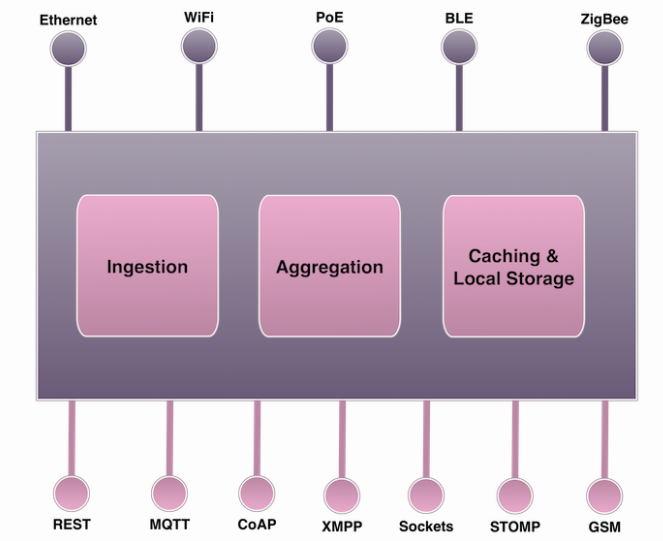 Ethernet
WiFi
PoE
BLE
ZigBee
Ingestion
Aggregation
Caching &
Local Storage
REST
MQTT
CoAP
XMPP
Sockets
STOMP
GSM